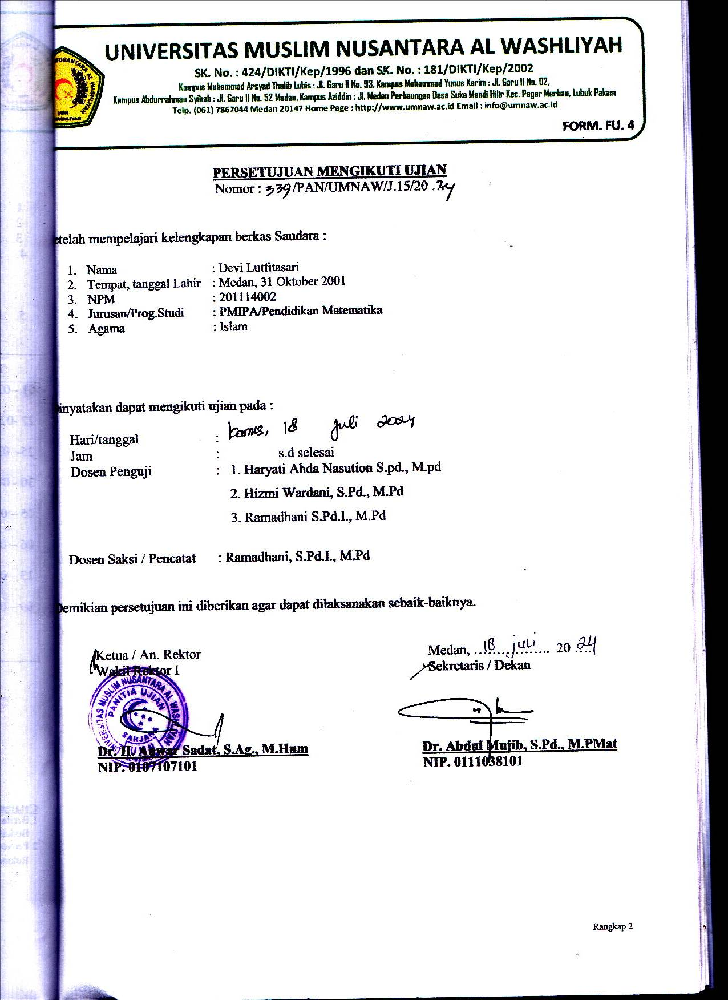 UNIVERSITAS MUSLIM NUSANTARA AL WASHLIYAH
SK. No. : 424/DIKTI/Kep/1996 dan SK. No. : 181/DIKTI/Kep/2002
Kampus Muhammad Arsyad Thalib Lubis : Jl. Garu II No. 93, Kampus Muhammad Yunus Karim : Jl. Garu II No. 02,
Kampus Abdurrahman Syihab : Jl. Garu II No. 52 Medan, Kampus Aziddin : Jl. Medan Perbaungan Desa Suka Mandi Hilir Kec. Pagar Merbau, Lubuk Pakam
Telp. (061) 7867044 Medan 20147 Home Page : http://www.umnaw.ac.id Email : info@umnaw.ac.id
FORM. FU. 4
PERSETUJUAN MENGIKUTI UJIAN
Nomor : 339/PAN/UMNAW/J.15/20 .24
etelah mempelajari kelengkapan berkas Saudara :
1. Nama : Devi Lutfitasari
2. Tempat, tanggal Lahir : Medan, 31 Oktober 2001
3. NPM : 201114002
4. Jurusan/Prog.Studi : PMIPA/Pendidikan Matematika
5. Agama : Islam
inyatakan dapat mengikuti ujian pada :
Hari/tanggal : kamis, 18 juli 2024
Jam : s.d selesai
Dosen Penguji : 1. Haryati Ahda Nasution S.pd., M.pd
2. Hizmi Wardani, S.Pd., M.Pd
3. Ramadhani S.Pd.I., M.Pd
Dosen Saksi / Pencatat : Ramadhani, S.Pd.I., M.Pd
Demikian persetujuan ini diberikan agar dapat dilaksanakan sebaik-baiknya.
Medan, 18 juli 2024
Ketua / An. Rektor
Wakil Rektor I
Sekretaris / Dekan
UNIVERSITAS MUSLIM NUSANTARA AL WASHLIYAH
PANITIA UJIAN
SARJANA
Dr. H. Anwar Sadat, S.Ag., M.Hum
NIP. 0107107101
Dr. Abdul Mujib, S.Pd., M.PMat
NIP. 0111038101
Rangkap 2